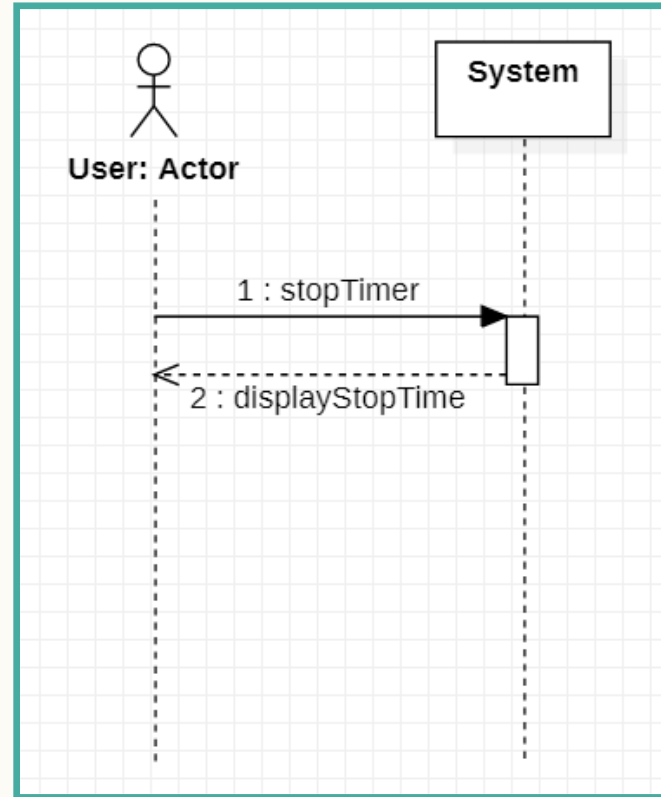 System
User: Actor
1 : stopTimer
2 : displayStopTime